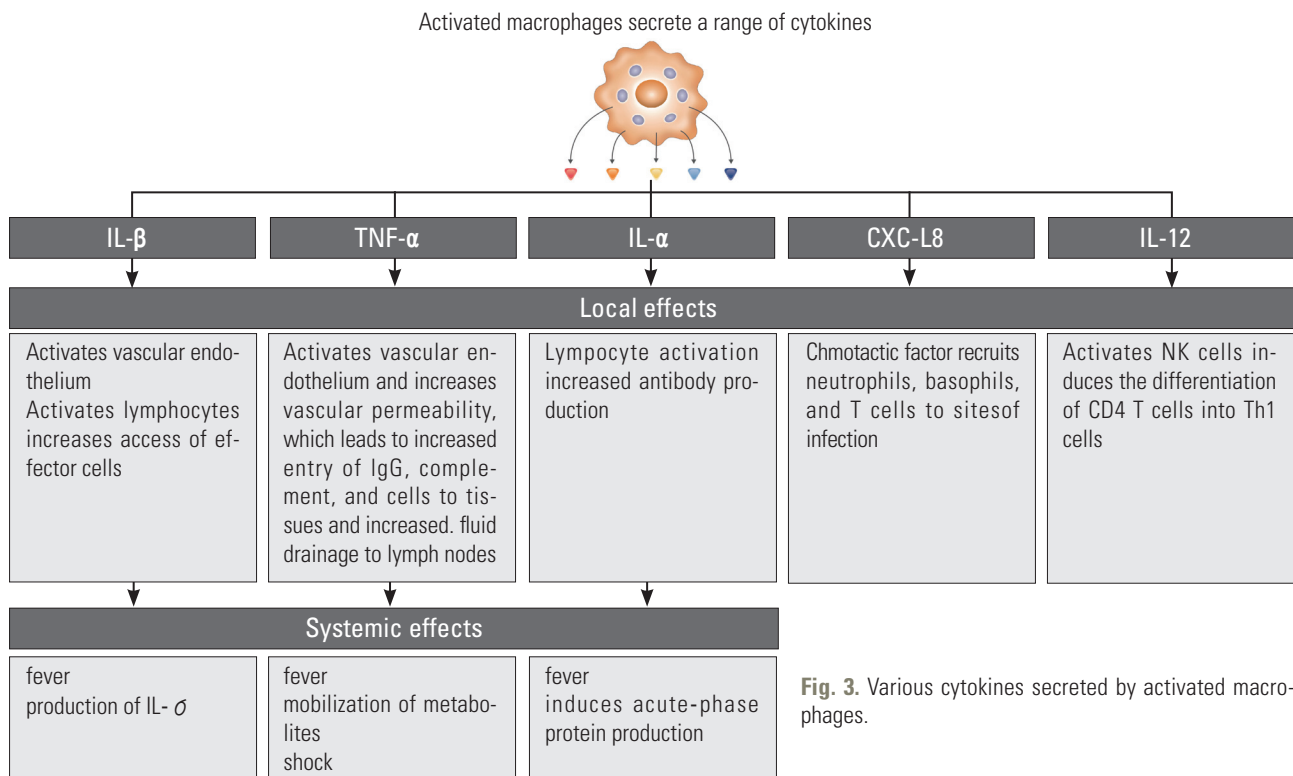 Activated macrophages secrete a range of cytokines
IL-β
TNF-α
IL-α
CXC-L8
IL-12
Local effects
Activates vascular endo-
thelium
Activates lymphocytes
increases access of ef-
fector cells
Activates vascular en-
dothelium and increases
vascular permeability,
which leads to increased
entry of IgG, comple-
ment, and cells to tis-
sues and increased. fluid
drainage to lymph nodes
Lympocyte activation
increased antibody pro-
duction
Chmotactic factor recruits
neutrophils, basophils,
and T cells to sitesof
infection
Activates NK cells in-
duces the differentiation
of CD4 T cells into Th1
cells
Systemic effects
fever
production of IL- σ
fever
mobilization of metabo-
lites
shock
fever
induces acute-phase
protein production
Fig. 3. Various cytokines secreted by activated macro-
phages.